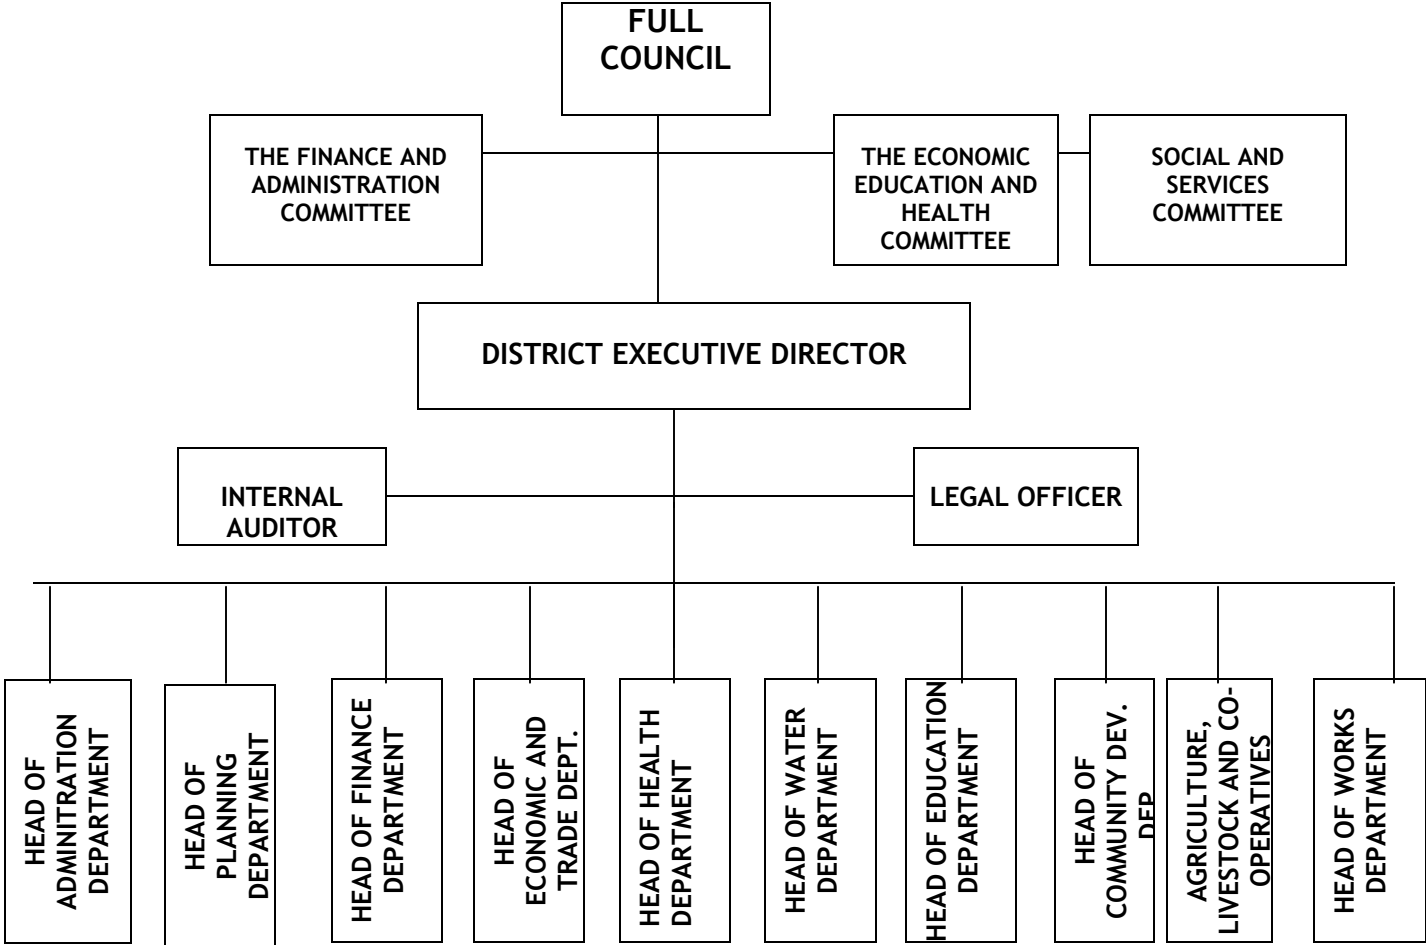 FULL
COUNCIL
THE FINANCE AND
ADMINISTRATION
COMMITTEE
THE ECONOMIC
EDUCATION AND
HEALTH
COMMITTEE
SOCIAL AND
SERVICES
COMMITTEE
DISTRICT EXECUTIVE DIRECTOR
INTERNAL
AUDITOR
LEGAL OFFICER
HEAD OF
ADMINITRATION
DEPARTMENT
HEAD OF
PLANNING
DEPARTMENT
HEAD OF FINANCE
DEPARTMENT
HEAD OF
ECONOMIC AND
TRADE DEPT.
HEAD OF HEALTH
DEPARTMENT
HEAD OF WATER
DEPARTMENT
HEAD OF EDUCATION
DEPARTMENT
HEAD OF
COMMUNITY DEV.
DEP
AGRICULTURE,
LIVESTOCK AND CO-
OPERATIVES
HEAD OF WORKS
DEPARTMENT